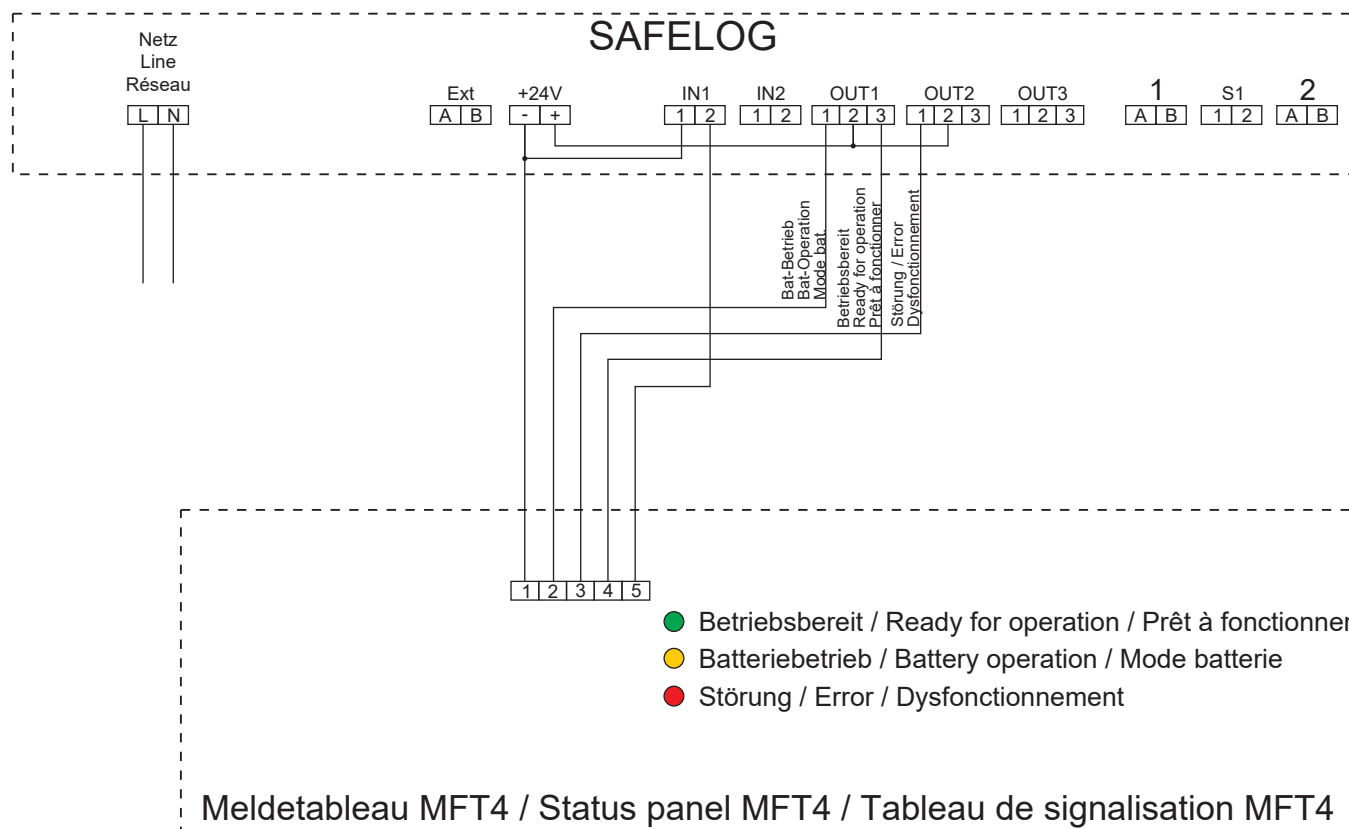 SAFELOG
Netz
Line
Réseau
L N
Ext
A B
+24V
- +
IN1
1 2
IN2
1 2
OUT1
1 2 3
OUT2
1 2 3
OUT3
1 2 3
1
A B
S1
1 2
2
A B
Bat-Betrieb
Bat-Operation
Mode bat.
Betriebsbereit
Ready for operation
Prêt à fonctionner
Störung / Error
Dysfonctionnement
1 2 3 4 5
Betriebsbereit / Ready for operation / Prêt à fonctionner
Batteriebetrieb / Battery operation / Mode batterie
Störung / Error / Dysfonctionnement
Meldetableau MFT4 / Status panel MFT4 / Tableau de signalisation MFT4